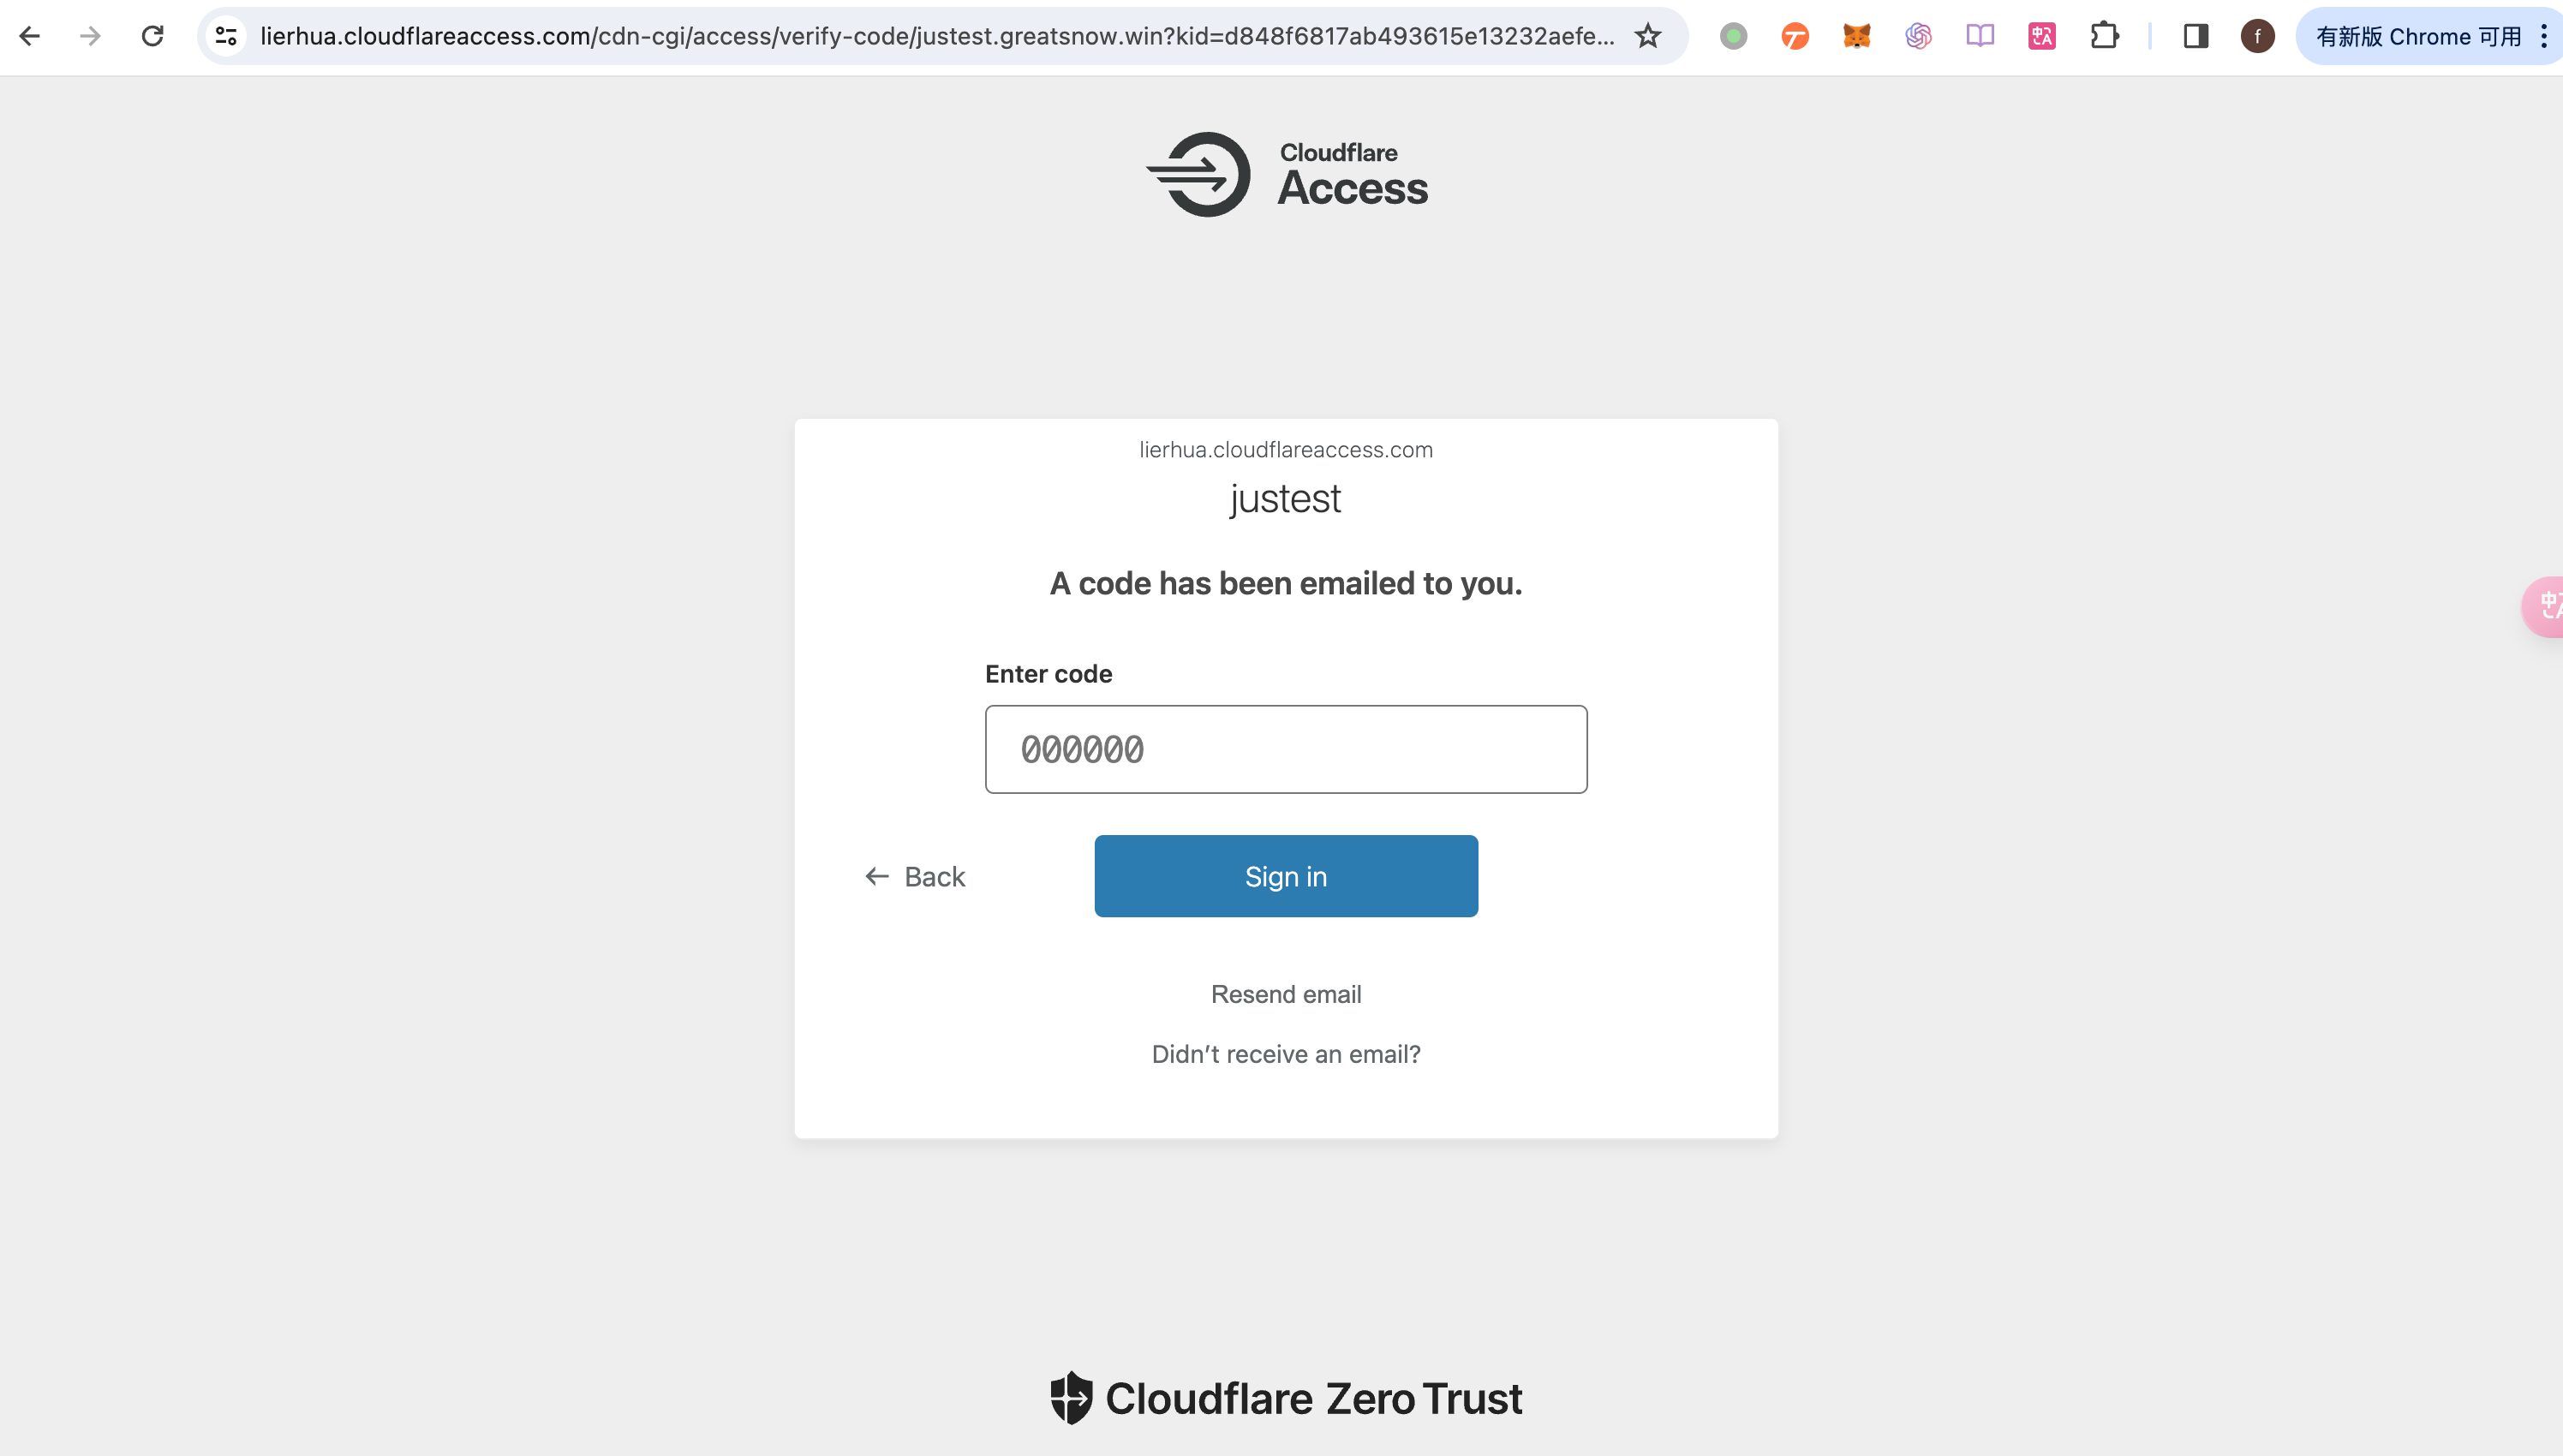 lierhua.cloudflareaccess.com/cdn-cgi/access/verify-code/justest.greatsnow.win?kid=d848f6817ab493615e13232aefe...
f
有新版 Chrome 可用
Cloudflare
Access
lierhua.cloudflareaccess.com
justest
A code has been emailed to you.
Enter code
000000
← Back
Sign in
Resend email
Didn’t receive an email?
Cloudflare Zero Trust